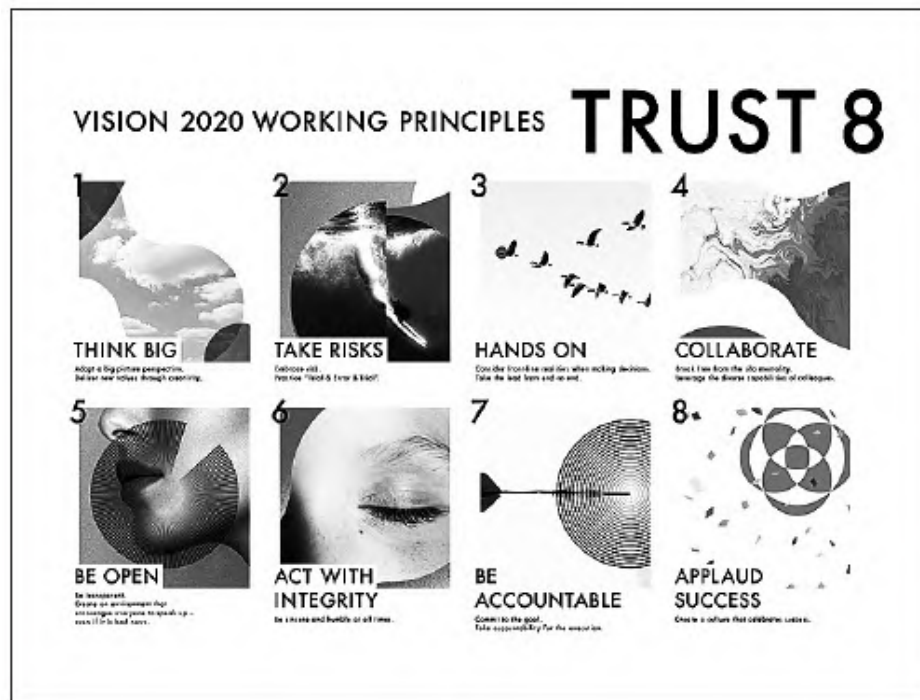 VISION 2020 WORKING PRINCIPLES TRUST 8
1
THINK BIG
Adopt a big picture perspective.
Deliver new values through creativity.
2
TAKE RISKS
Embrace risk.
Practice "Trial & Error & Trial".
3
HANDS ON
Consider front-line realities when making decisions.
Take the lead from end to end.
4
COLLABORATE
Break free from the silo mentality.
Leverage the diverse capabilities of colleagues.
5
BE OPEN
Be transparent.
Create an environment that
encourages everyone to speak up –
even if it is bad news.
6
ACT WITH
INTEGRITY
Be sincere and humble at all times.
7
BE
ACCOUNTABLE
Commit to the goal.
Take accountability for the execution.
8
APPLAUD
SUCCESS
Create a culture that celebrates success.